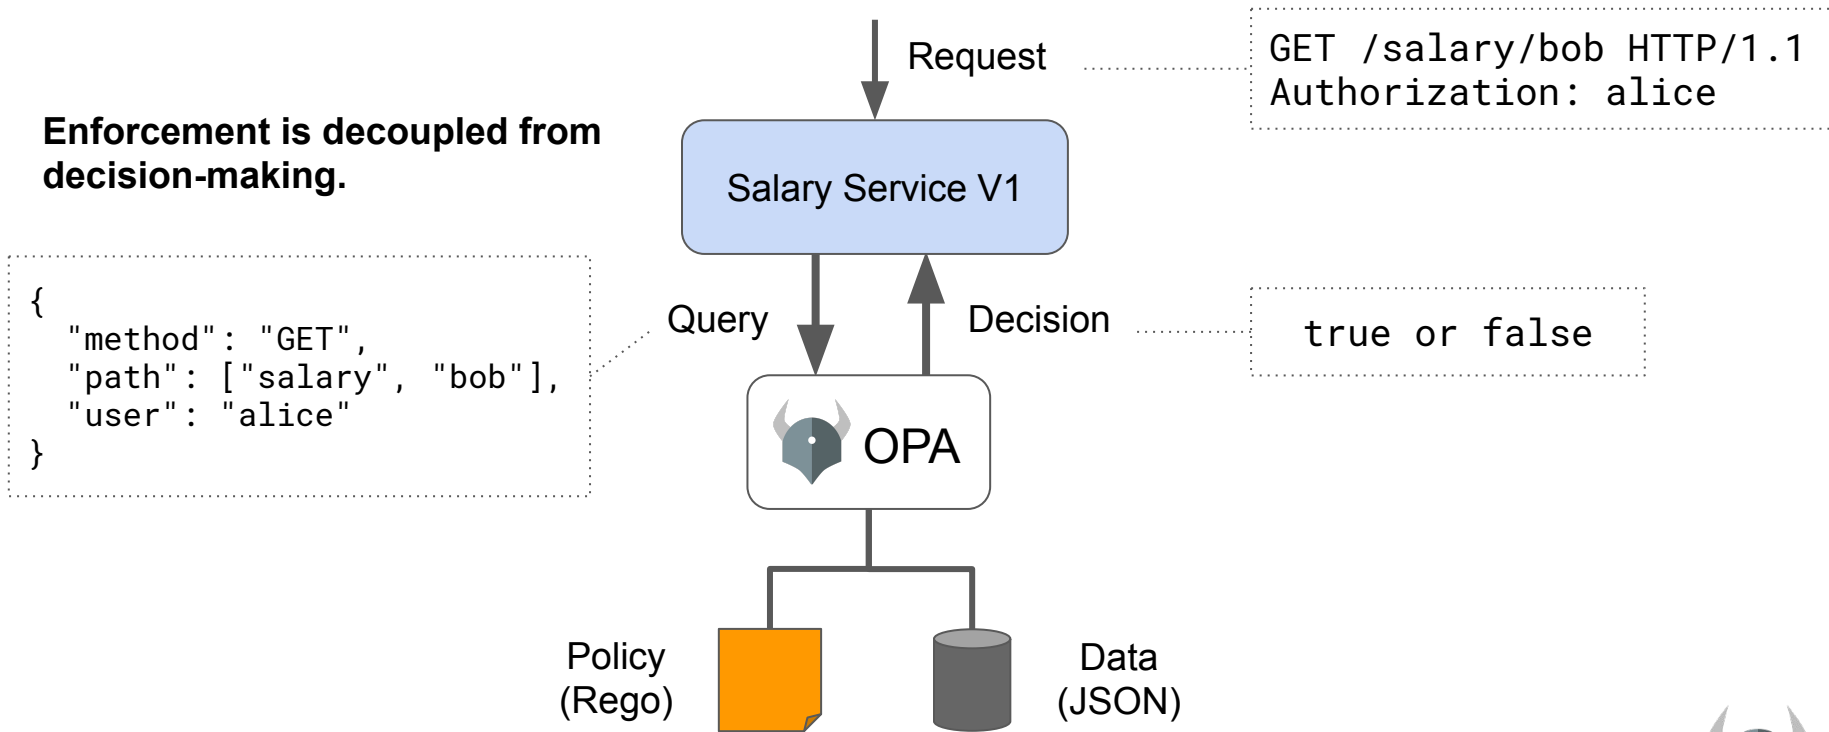 Request
GET /salary/bob HTTP/1.1
Authorization: alice
Enforcement is decoupled from
decision-making.
Salary Service V1
{
  "method": "GET",
  "path": ["salary", "bob"],
  "user": "alice"
}
Query
Decision
true or false
OPA
Policy
(Rego)
Data
(JSON)